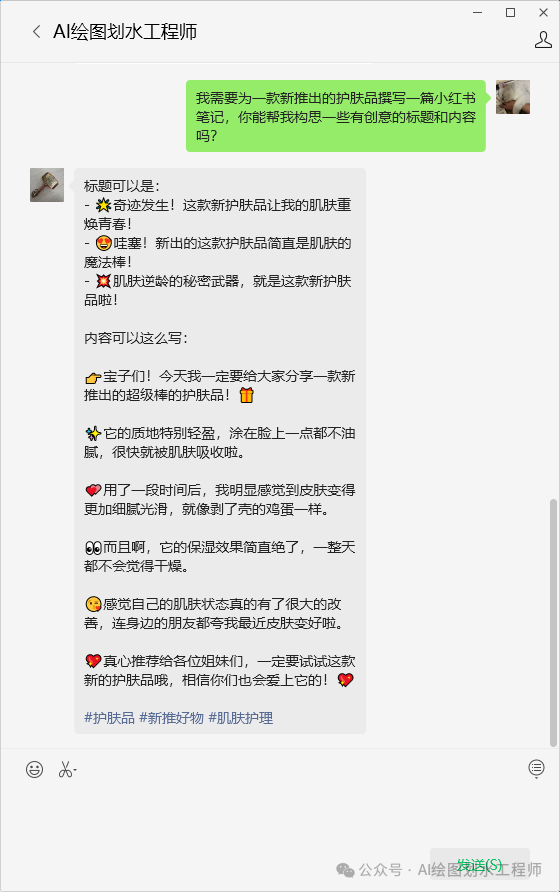 AI绘图划水工程师
我需要为一款新推出的护肤品撰写一篇小红书
笔记，你能帮我构思一些有创意的标题和内容
吗？
标题可以是：
- 🌟奇迹发生！这款新护肤品让我的肌肤重
焕青春！
- 😍哇塞！新出的这款护肤品简直是肌肤的
魔法棒！
- 💥肌肤逆龄的秘密武器，就是这款新护肤
品啦！
内容可以这么写：
👉宝子们！今天我一定要给大家分享一款新
推出的超级棒的护肤品！🎁
✨它的质地特别轻盈，涂在脸上一点都不油
腻，很快就被肌肤吸收啦。
💕用了一段时间后，我明显感觉到皮肤变得
更加细腻光滑，就像剥了壳的鸡蛋一样。
👀而且啊，它的保湿效果简直绝了，一整天
都不会觉得干燥。
😘感觉自己的肌肤状态真的有了很大的改
善，连身边的朋友都夸我最近皮肤变好啦。
💖真心推荐给各位姐妹们，一定要试试这款
新的护肤品哦，相信你们也会爱上它的！💖
#护肤品 #新推好物 #肌肤护理
发送(S)
公众号 · AI绘图划水工程师